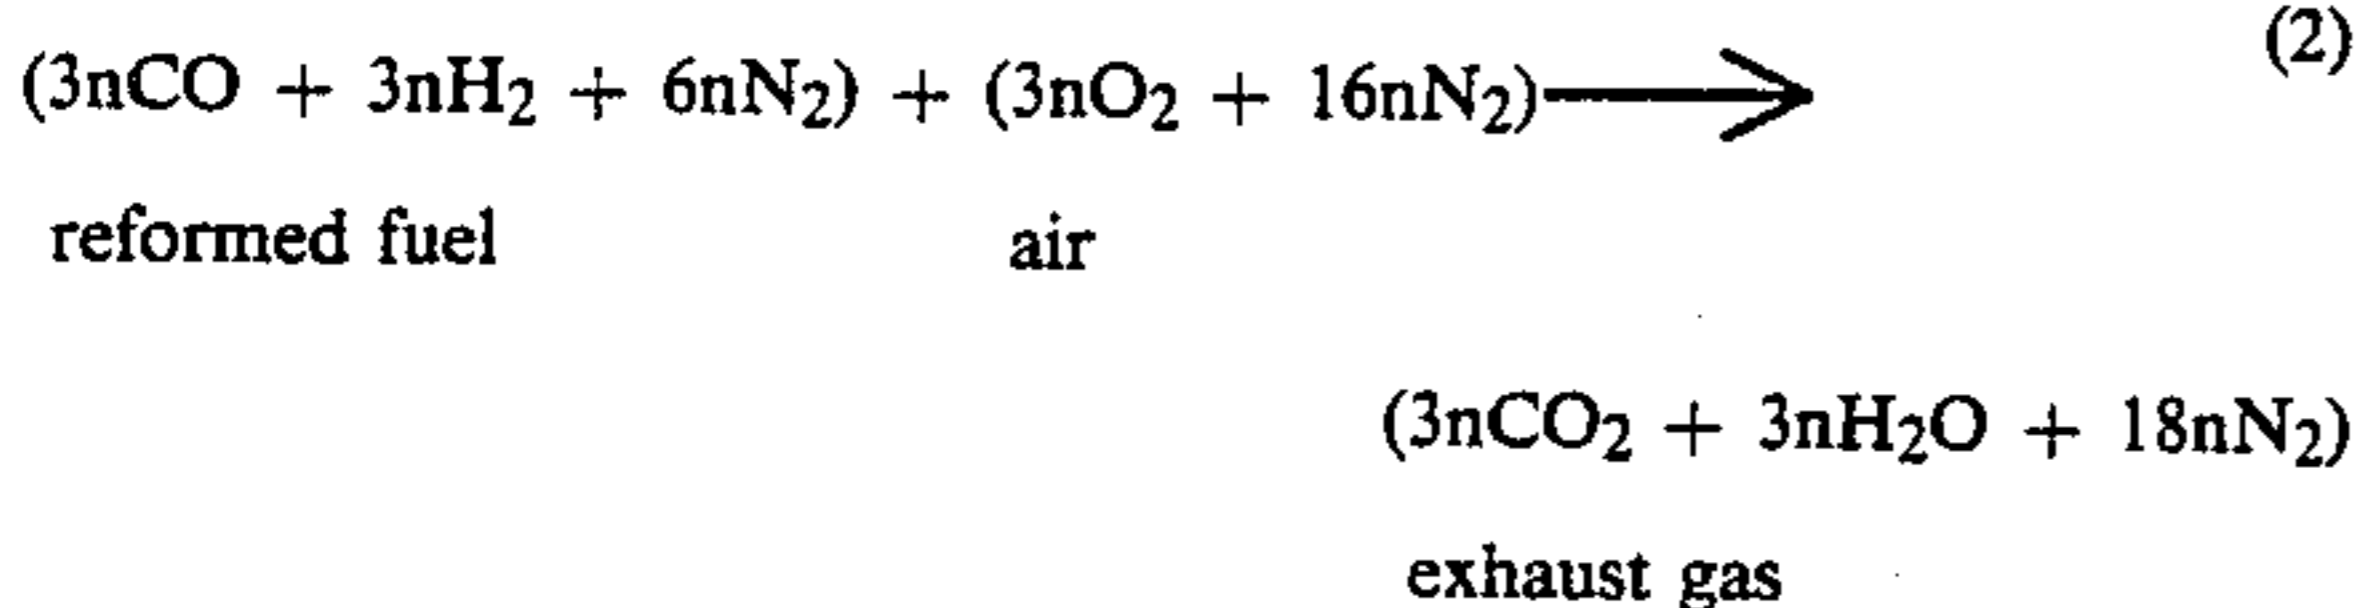 (2)
(3nCO + 3nH₂ + 6nN₂) + (3nO₂ + 16nN₂)⟶
reformed fuel air
(3nCO₂ + 3nH₂O + 18nN₂)
exhaust gas